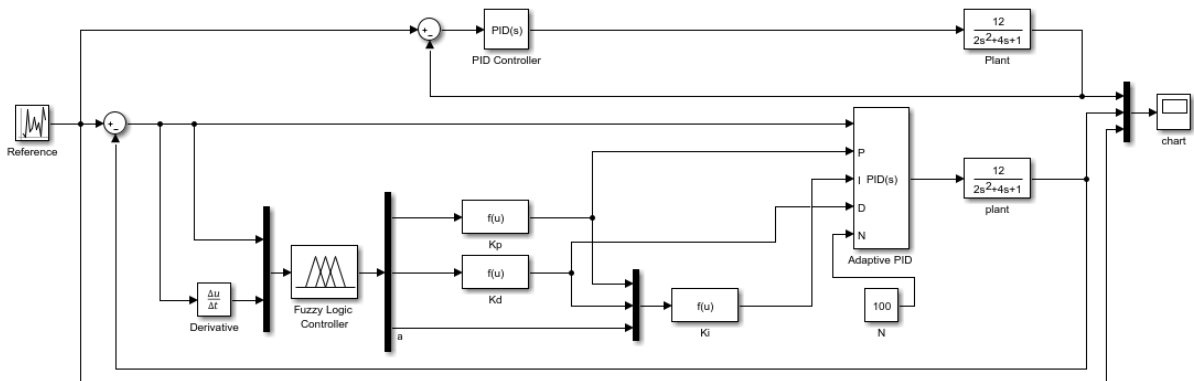 +
−
PID(s)
PID Controller
12
2s²+4s+1
Plant
Reference
+
−
P
I
D
N
PID(s)
Adaptive PID
12
2s²+4s+1
plant
chart
Δu
Δt
Derivative
Fuzzy Logic
Controller
f(u)
Kp
f(u)
Kd
a
f(u)
Ki
100
N